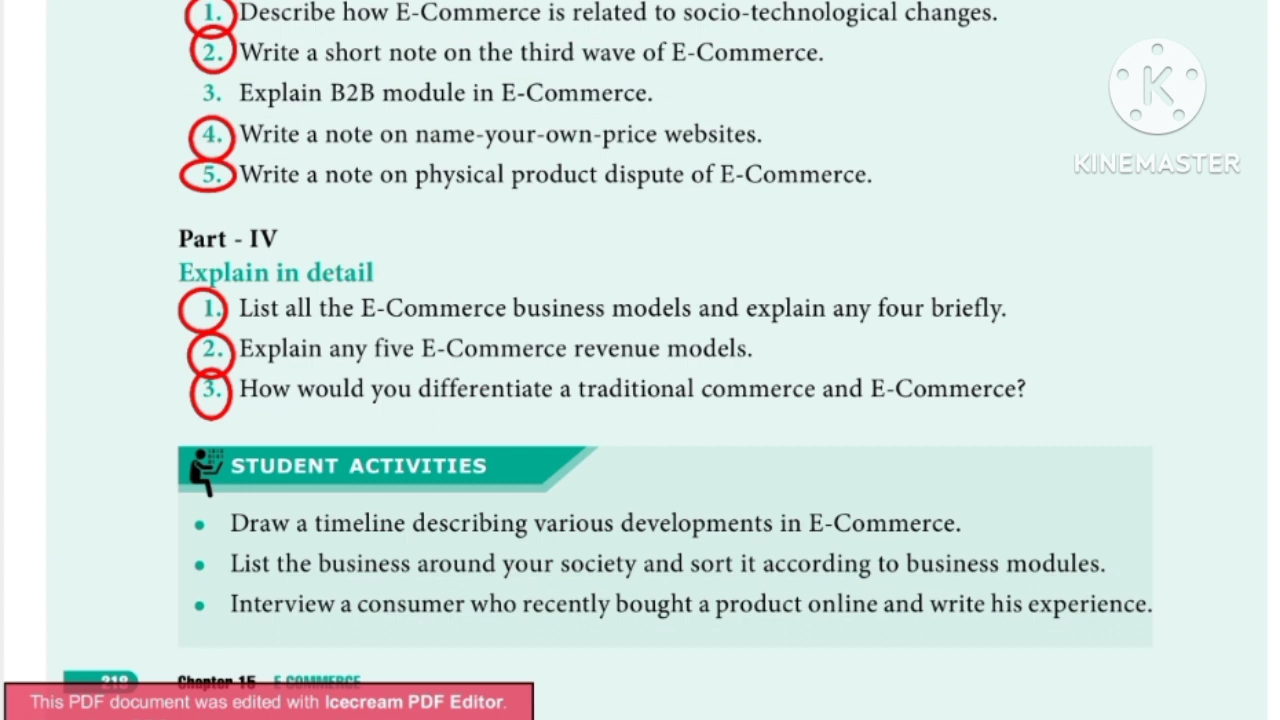 1. Describe how E-Commerce is related to socio-technological changes.
2. Write a short note on the third wave of E-Commerce.
3. Explain B2B module in E-Commerce.
4. Write a note on name-your-own-price websites.
5. Write a note on physical product dispute of E-Commerce.
K
KINEMASTER
Part - IV
Explain in detail
1. List all the E-Commerce business models and explain any four briefly.
2. Explain any five E-Commerce revenue models.
3. How would you differentiate a traditional commerce and E-Commerce?
STUDENT ACTIVITIES
• Draw a timeline describing various developments in E-Commerce.
• List the business around your society and sort it according to business modules.
• Interview a consumer who recently bought a product online and write his experience.
218 Chapter 15 E COMMERCE
This PDF document was edited with Icecream PDF Editor.